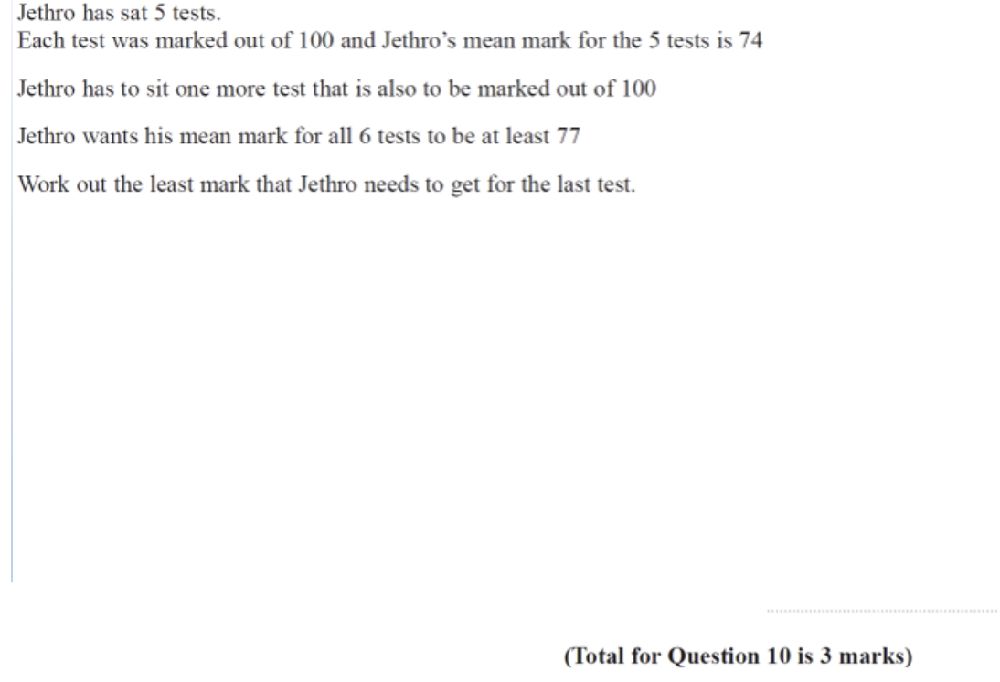 Jethro has sat 5 tests.
Each test was marked out of 100 and Jethro’s mean mark for the 5 tests is 74
Jethro has to sit one more test that is also to be marked out of 100
Jethro wants his mean mark for all 6 tests to be at least 77
Work out the least mark that Jethro needs to get for the last test.
(Total for Question 10 is 3 marks)